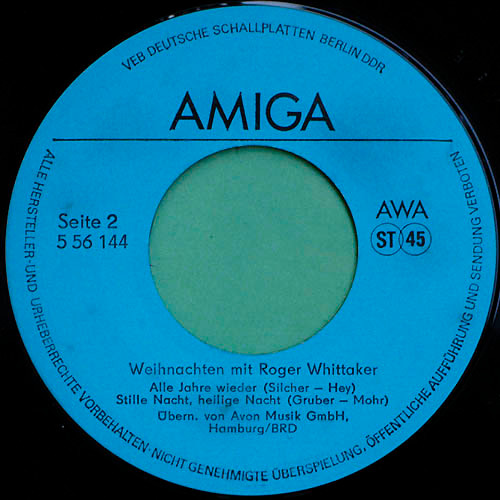 VEB DEUTSCHE SCHALLPLATTEN BERLIN DDR
AMIGA
Seite 2
5 56 144
AWA
ST 45
Weihnachten mit Roger Whittaker
Alle Jahre wieder (Silcher – Hey)
Stille Nacht, heilige Nacht (Gruber – Mohr)
Übern. von Avon Musik GmbH,
Hamburg/BRD
ALLE HERSTELLER- UND URHEBERRECHTE VORBEHALTEN · NICHT GENEHMIGTE ÜBERSPIELUNG, ÖFFENTLICHE AUFFÜHRUNG UND SENDUNG VERBOTEN